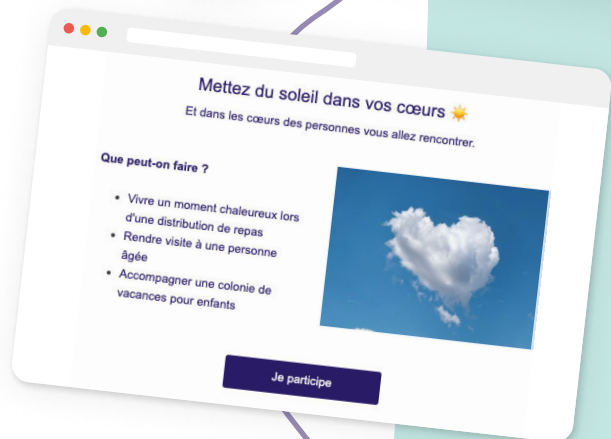 Mettez du soleil dans vos cœurs ☀️
Et dans les cœurs des personnes vous allez rencontrer.
Que peut-on faire ?
• Vivre un moment chaleureux lors
d'une distribution de repas
• Rendre visite à une personne
âgée
• Accompagner une colonie de
vacances pour enfants
Je participe